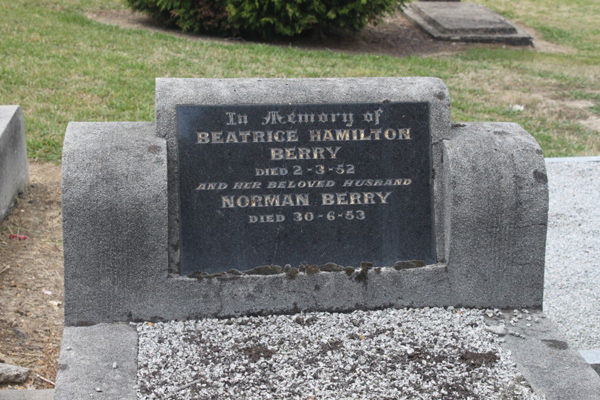 In Memory of
BEATRICE HAMILTON
BERRY
DIED 2-3-52
AND HER BELOVED HUSBAND
NORMAN BERRY
DIED 30-6-53